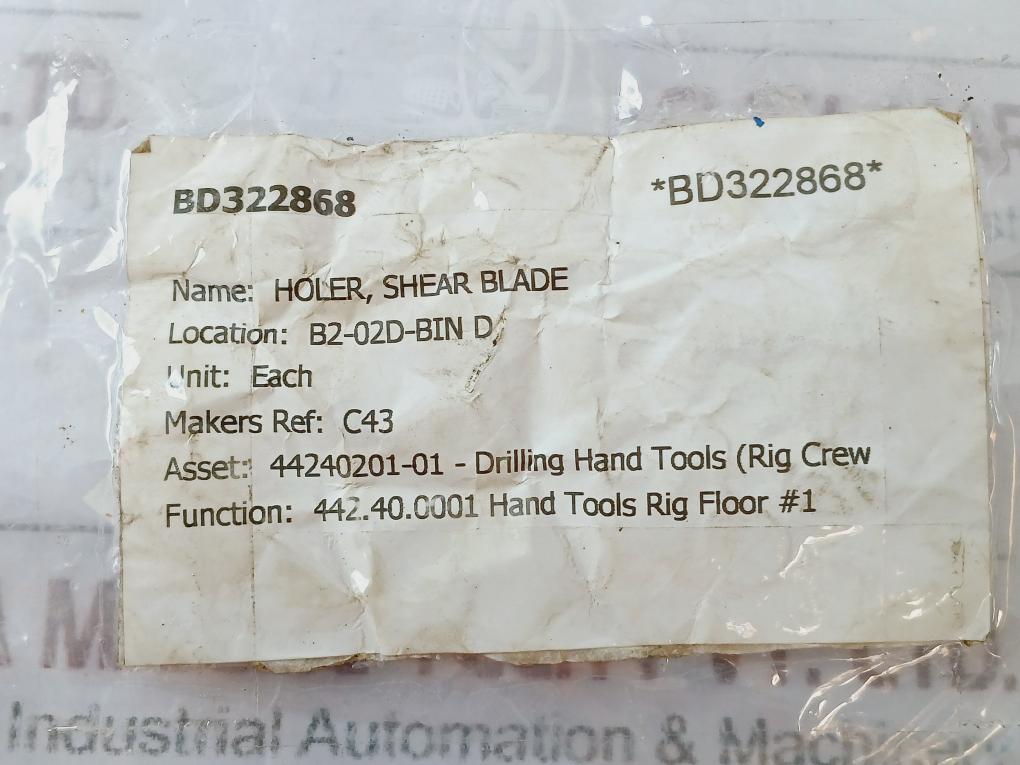 BD322868
*BD322868*
Name: HOLER, SHEAR BLADE
Location: B2-02D-BIN D
Unit: Each
Makers Ref: C43
Asset: 44240201-01 - Drilling Hand Tools (Rig Crew
Function: 442.40.0001 Hand Tools Rig Floor #1
Industrial Automation &